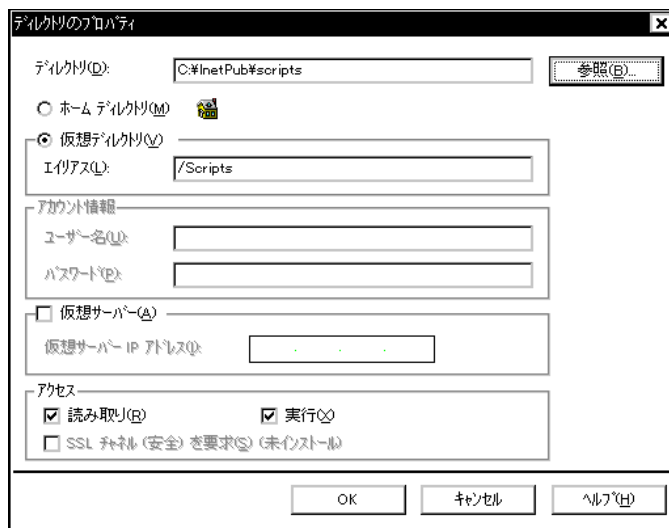 ﾃﾞｨﾚｸﾄﾘのﾌﾟﾛﾊﾟﾃｨ
ﾃﾞｨﾚｸﾄﾘ(D):
C:¥InetPub¥scripts
参照(B)...
ホーム ﾃﾞｨﾚｸﾄﾘ(M)
仮想ﾃﾞｨﾚｸﾄﾘ(V)
ｴｲﾘｱｽ(L):
/Scripts
ｱｶｳﾝﾄ情報
ﾕｰｻﾞｰ名(U):
ﾊﾟｽﾜｰﾄﾞ(P):
仮想ｻｰﾊﾞｰ(A)
仮想ｻｰﾊﾞｰ IP ｱﾄﾞﾚｽ(I):
ｱｸｾｽ
読み取り(R)
実行(X)
SSL ﾁｬﾈﾙ (安全) を要求(S) (未ｲﾝｽﾄｰﾙ)
OK
ｷｬﾝｾﾙ
ﾍﾙﾌﾟ(H)